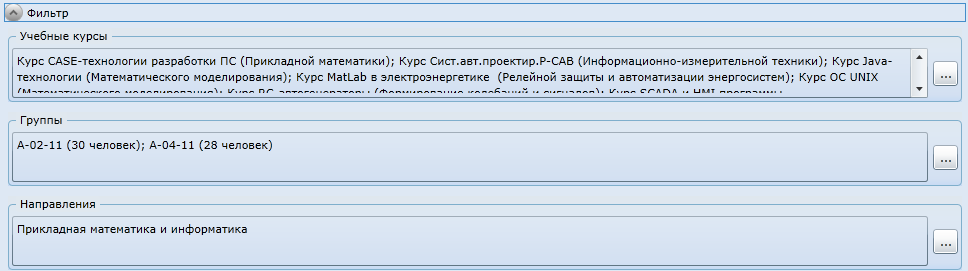 Фильтр
Учебные курсы
Курс CASE-технологии разработки ПС (Прикладной математики); Курс Сист.авт.проектир.P-CAB (Информационно-измерительной техники); Курс Java-
технологии (Математического моделирования); Курс MatLab в электроэнергетике (Релейной защиты и автоматизации энергосистем); Курс ОС UNIX
(Математического моделирования); Курс RC-автогенераторы (Формирование колебаний и сигналов); Курс SCADA и HMI программы
...
Группы
А-02-11 (30 человек); А-04-11 (28 человек)
...
Направления
Прикладная математика и информатика
...